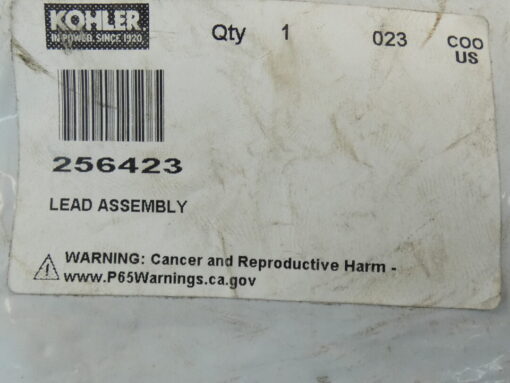 KOHLER
IN POWER. SINCE 1920.
Qty 1 023 COO
US
256423
LEAD ASSEMBLY
WARNING: Cancer and Reproductive Harm -
www.P65Warnings.ca.gov